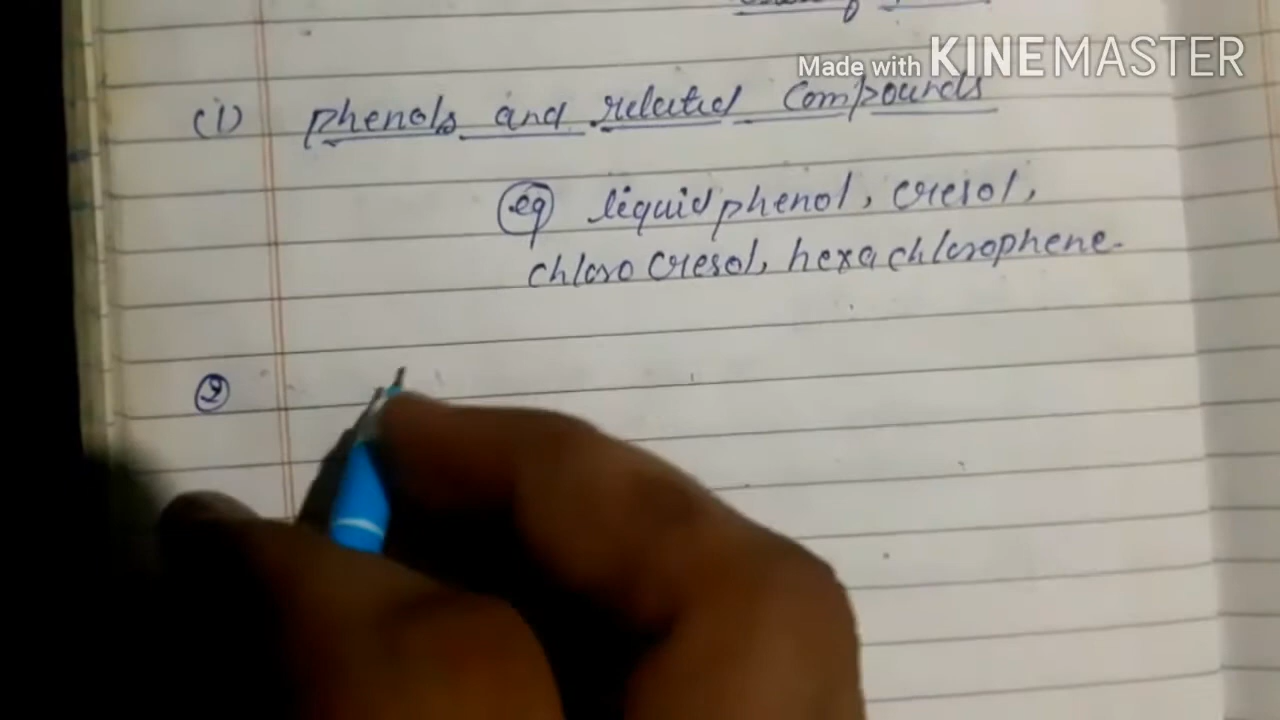 Made with KINEMASTER
(1) phenols and related Compounds
eg liquid phenol, cresol,
chloro cresol, hexachlorophene.
2